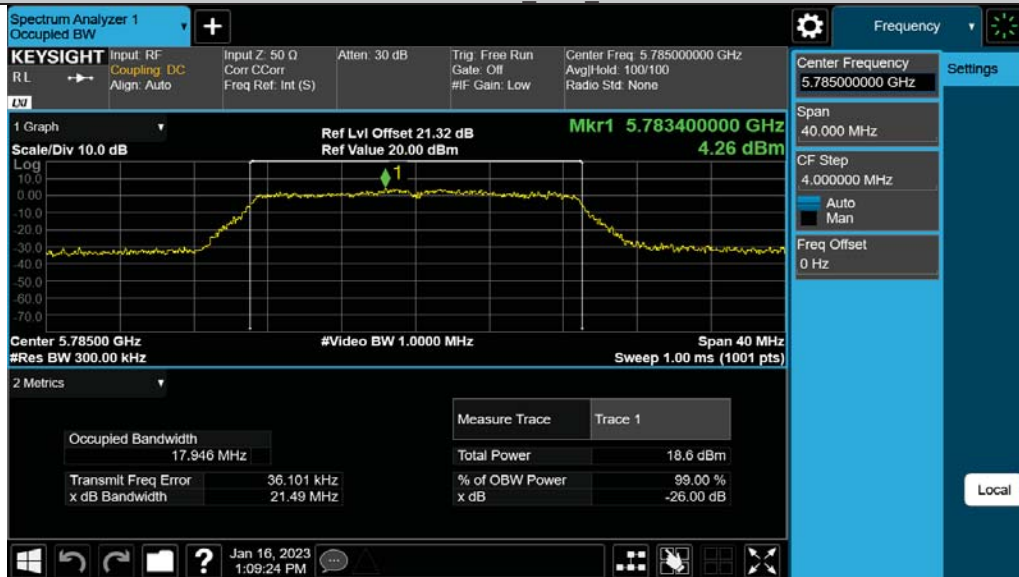 Spectrum Analyzer 1
Occupied BW
Frequency
KEYSIGHT
RL
LXI
Input: RF
Coupling: DC
Align: Auto
Input Z: 50 Ω
Corr CCorr
Freq Ref: Int (S)
Atten: 30 dB
Trig: Free Run
Gate: Off
#IF Gain: Low
Center Freq: 5.785000000 GHz
Avg|Hold: 100/100
Radio Std: None
Center Frequency
5.785000000 GHz
Settings
Span
40.000 MHz
CF Step
4.000000 MHz
Auto
Man
Freq Offset
0 Hz
Local
1 Graph
Scale/Div 10.0 dB
Ref Lvl Offset 21.32 dB
Ref Value 20.00 dBm
Mkr1 5.783400000 GHz
4.26 dBm
Log
10.0
0.00
-10.0
-20.0
-30.0
-40.0
-50.0
-60.0
-70.0
1
Center 5.78500 GHz
#Res BW 300.00 kHz
#Video BW 1.0000 MHz
Span 40 MHz
Sweep 1.00 ms (1001 pts)
2 Metrics
Measure Trace Trace 1
Occupied Bandwidth
17.946 MHz
Total Power 18.6 dBm
Transmit Freq Error 36.101 kHz
% of OBW Power 99.00 %
x dB Bandwidth 21.49 MHz
x dB -26.00 dB
?
Jan 16, 2023
1:09:24 PM